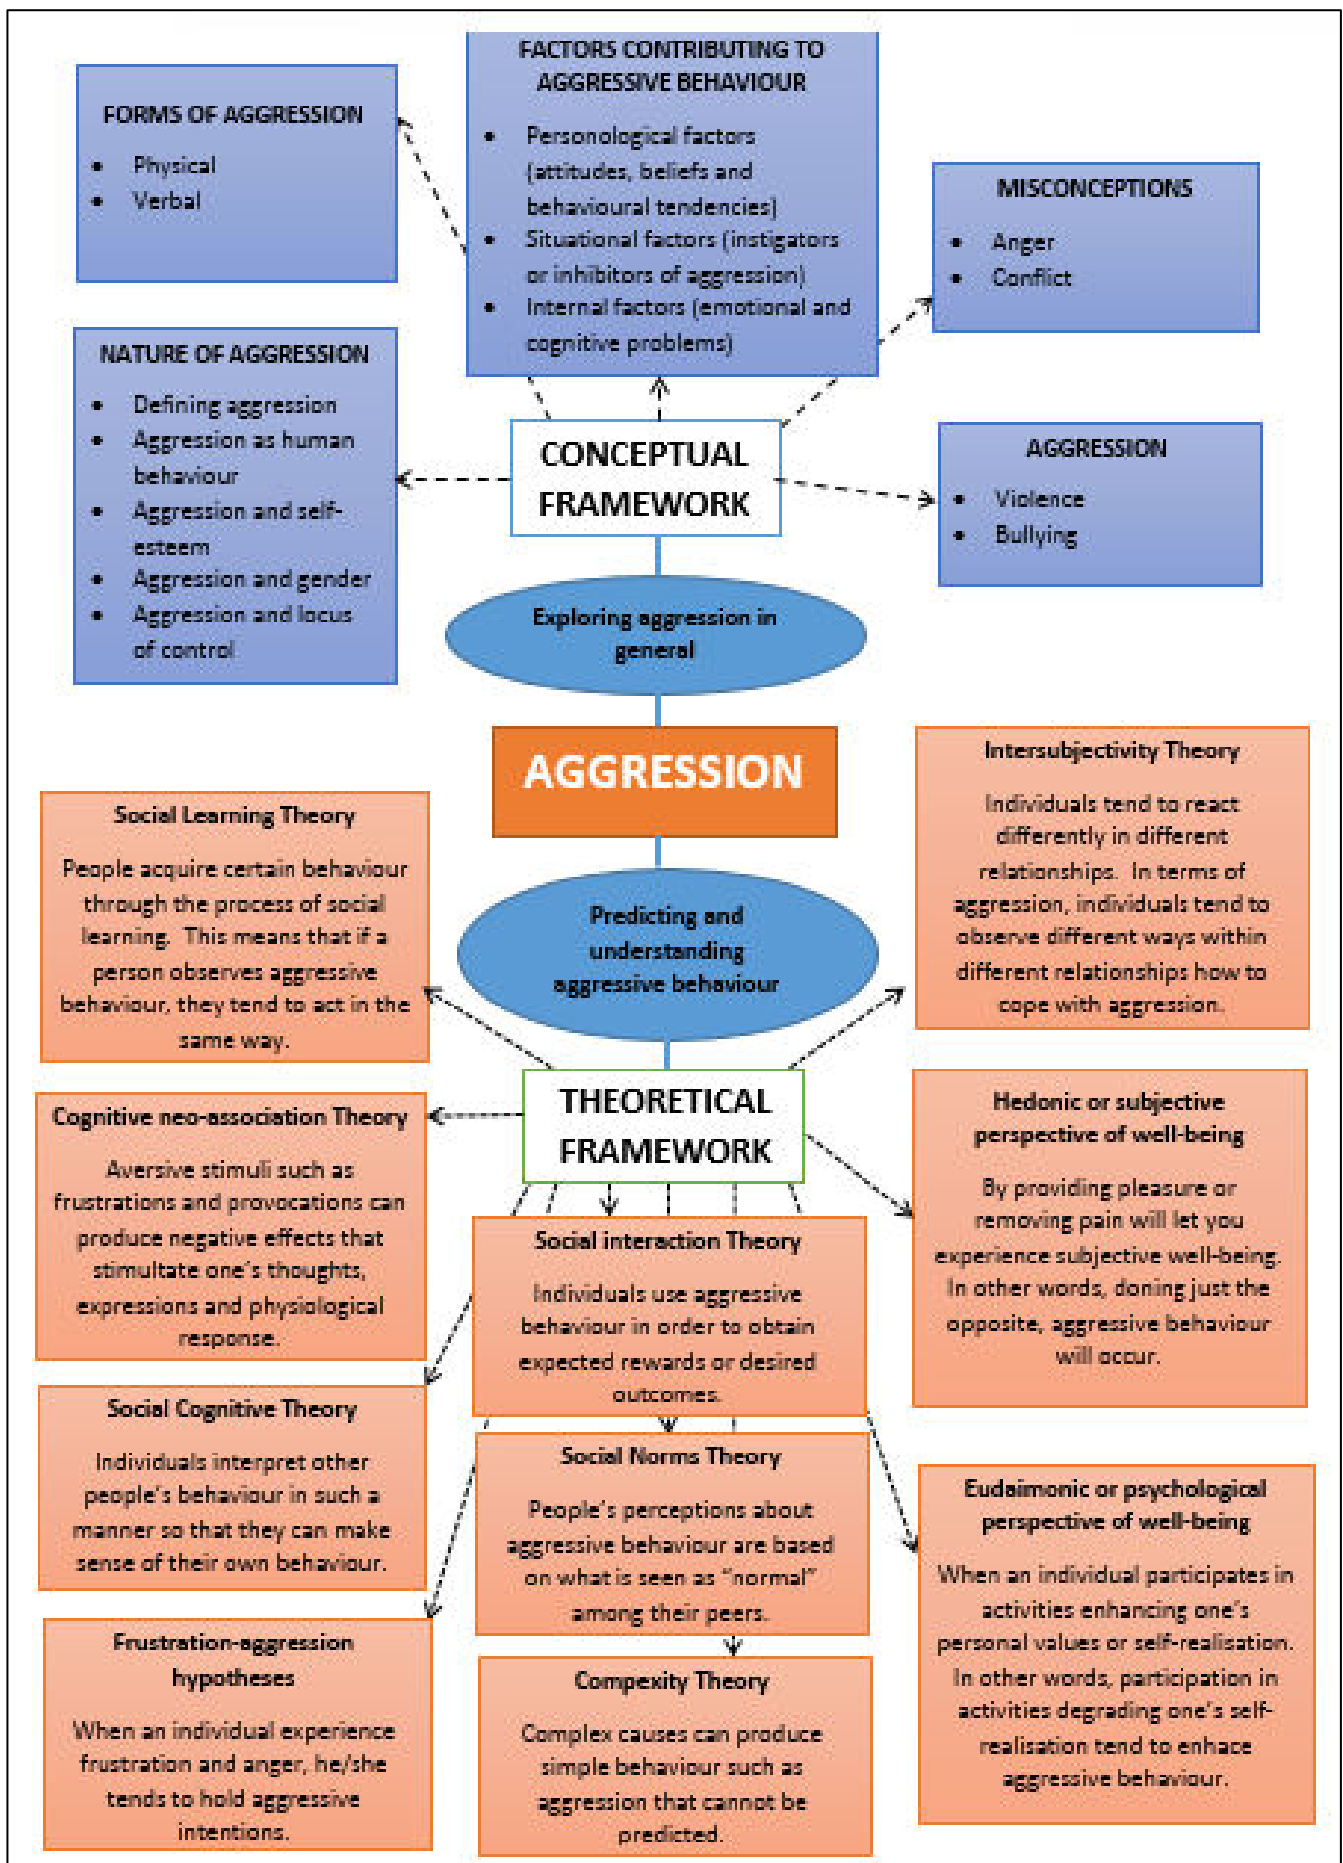 FACTORS CONTRIBUTING TO
AGGRESSIVE BEHAVIOUR
• Personological factors
(attitudes, beliefs and
behavioural tendencies)
• Situational factors (instigators
or inhibitors of aggression)
• Internal factors (emotional and
cognitive problems)
FORMS OF AGGRESSION
• Physical
• Verbal
MISCONCEPTIONS
• Anger
• Conflict
NATURE OF AGGRESSION
• Defining aggression
• Aggression as human
behaviour
• Aggression and self-
esteem
• Aggression and gender
• Aggression and locus
of control
CONCEPTUAL
FRAMEWORK
AGGRESSION
• Violence
• Bullying
Exploring aggression in
general
AGGRESSION
Predicting and
understanding
aggressive behaviour
THEORETICAL
FRAMEWORK
Social Learning Theory
People acquire certain behaviour
through the process of social
learning. This means that if a
person observes aggressive
behaviour, they tend to act in the
same way.
Intersubjectivity Theory
Individuals tend to react
differently in different
relationships. In terms of
aggression, individuals tend to
observe different ways within
different relationships how to
cope with aggression.
Cognitive neo-association Theory
Aversive stimuli such as
frustrations and provocations can
produce negative effects that
stimultate one's thoughts,
expressions and physiological
response.
Hedonic or subjective
perspective of well-being
By providing pleasure or
removing pain will let you
experience subjective well-being.
In other words, doning just the
opposite, aggressive behaviour
will occur.
Social interaction Theory
Individuals use aggressive
behaviour in order to obtain
expected rewards or desired
outcomes.
Social Cognitive Theory
Individuals interpret other
people's behaviour in such a
manner so that they can make
sense of their own behaviour.
Social Norms Theory
People's perceptions about
aggressive behaviour are based
on what is seen as "normal"
among their peers.
Eudaimonic or psychological
perspective of well-being
When an individual participates in
activities enhancing one's
personal values or self-realisation.
In other words, participation in
activities degrading one's self-
realisation tend to enhace
aggressive behaviour.
Frustration-aggression
hypotheses
When an individual experience
frustration and anger, he/she
tends to hold aggressive
intentions.
Compexity Theory
Complex causes can produce
simple behaviour such as
aggression that cannot be
predicted.